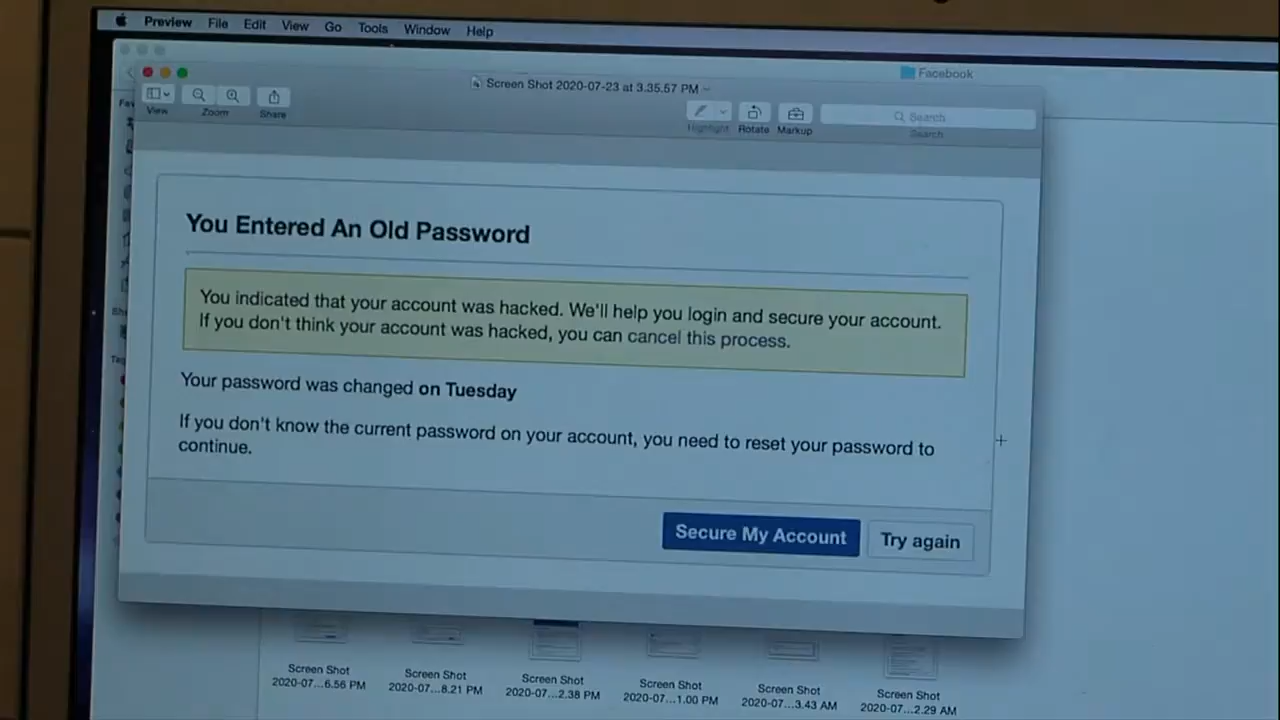 Preview File Edit View Go Tools Window Help
Facebook
Screen Shot 2020-07-23 at 3.35.57 PM
View
Zoom
Share
Highlight
Rotate
Markup
Search
Search
You Entered An Old Password
You indicated that your account was hacked. We'll help you login and secure your account.
If you don't think your account was hacked, you can cancel this process.
Your password was changed on Tuesday
If you don't know the current password on your account, you need to reset your password to
continue.
Secure My Account
Try again
Screen Shot
2020-07...6.56 PM
Screen Shot
2020-07...8.21 PM
Screen Shot
2020-07...2.38 PM
Screen Shot
2020-07...1.00 PM
Screen Shot
2020-07...3.43 AM
Screen Shot
2020-07...2.29 AM